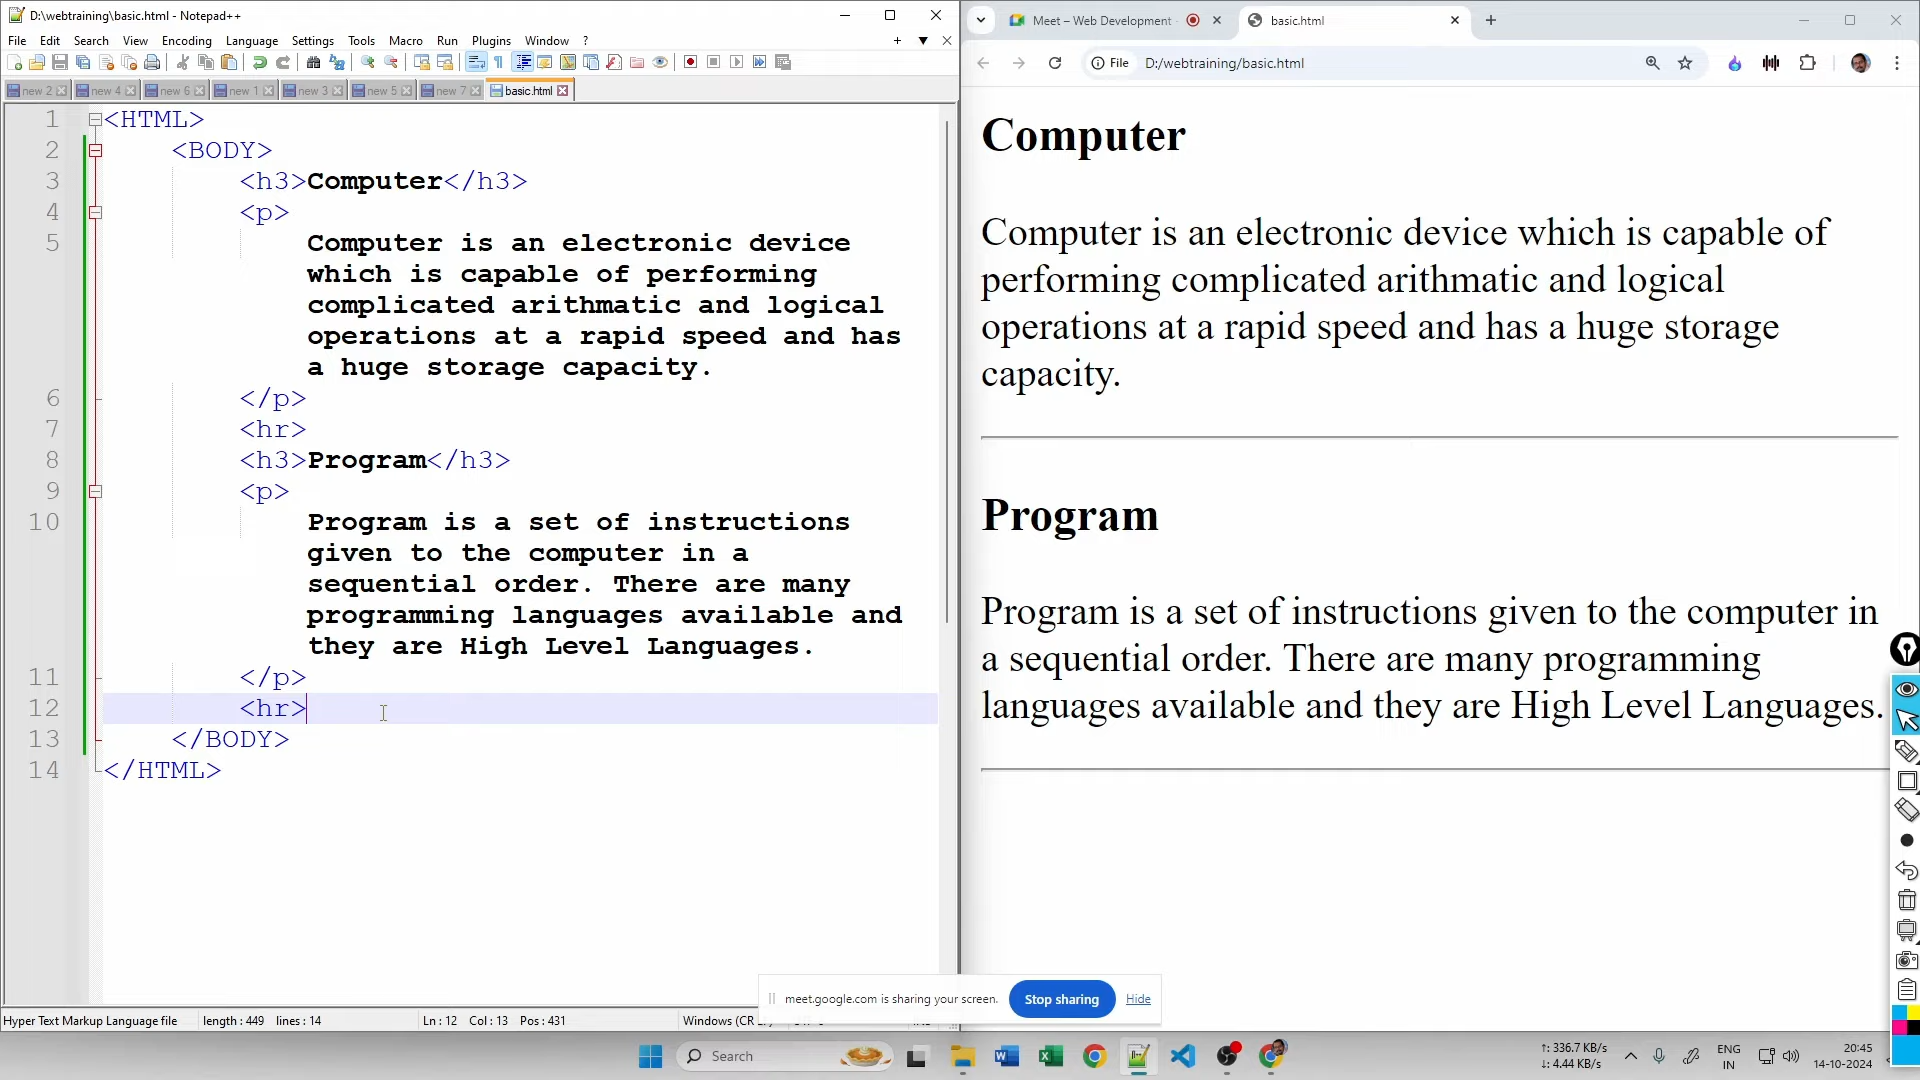 D:\webtraining\basic.html - Notepad++
File Edit Search View Encoding Language Settings Tools Macro Run Plugins Window ?
new 2 new 4 new 6 new 1 new 3 new 5 new 7 basic.html
1 <HTML>
2 <BODY>
3 <h3>Computer</h3>
4 <p>
5 Computer is an electronic device
which is capable of performing
complicated arithmatic and logical
operations at a rapid speed and has
a huge storage capacity.
6 </p>
7 <hr>
8 <h3>Program</h3>
9 <p>
10 Program is a set of instructions
given to the computer in a
sequential order. There are many
programming languages available and
they are High Level Languages.
11 </p>
12 <hr>
13 </BODY>
14 </HTML>
Hyper Text Markup Language file length : 449 lines : 14 Ln : 12 Col : 13 Pos : 431 Windows (CR
Meet – Web Development basic.html
File D:/webtraining/basic.html
Computer
Computer is an electronic device which is capable of
performing complicated arithmatic and logical
operations at a rapid speed and has a huge storage
capacity.
Program
Program is a set of instructions given to the computer in
a sequential order. There are many programming
languages available and they are High Level Languages.
meet.google.com is sharing your screen. Stop sharing Hide
Search
↑: 336.7 KB/s
↓: 4.44 KB/s
ENG
IN
20:45
14-10-2024